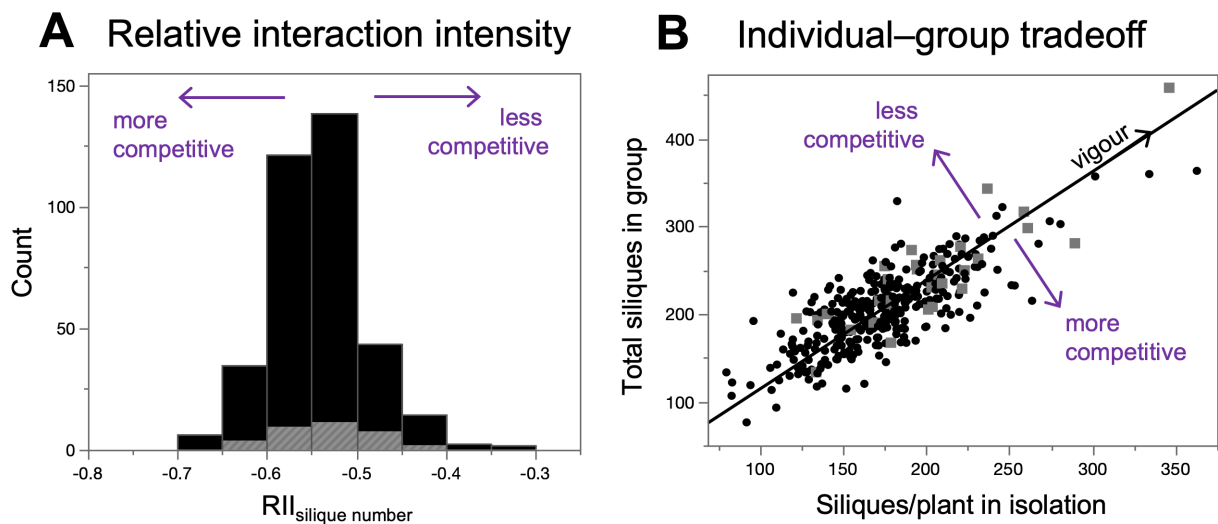 A Relative interaction intensity
150
100
50
0
Count
more
competitive
less
competitive
-0.8 -0.7 -0.6 -0.5 -0.4 -0.3
RIIsilique number
B Individual–group tradeoff
400
300
200
100
Total siliques in group
less
competitive
vigour
more
competitive
100 150 200 250 300 350
Siliques/plant in isolation